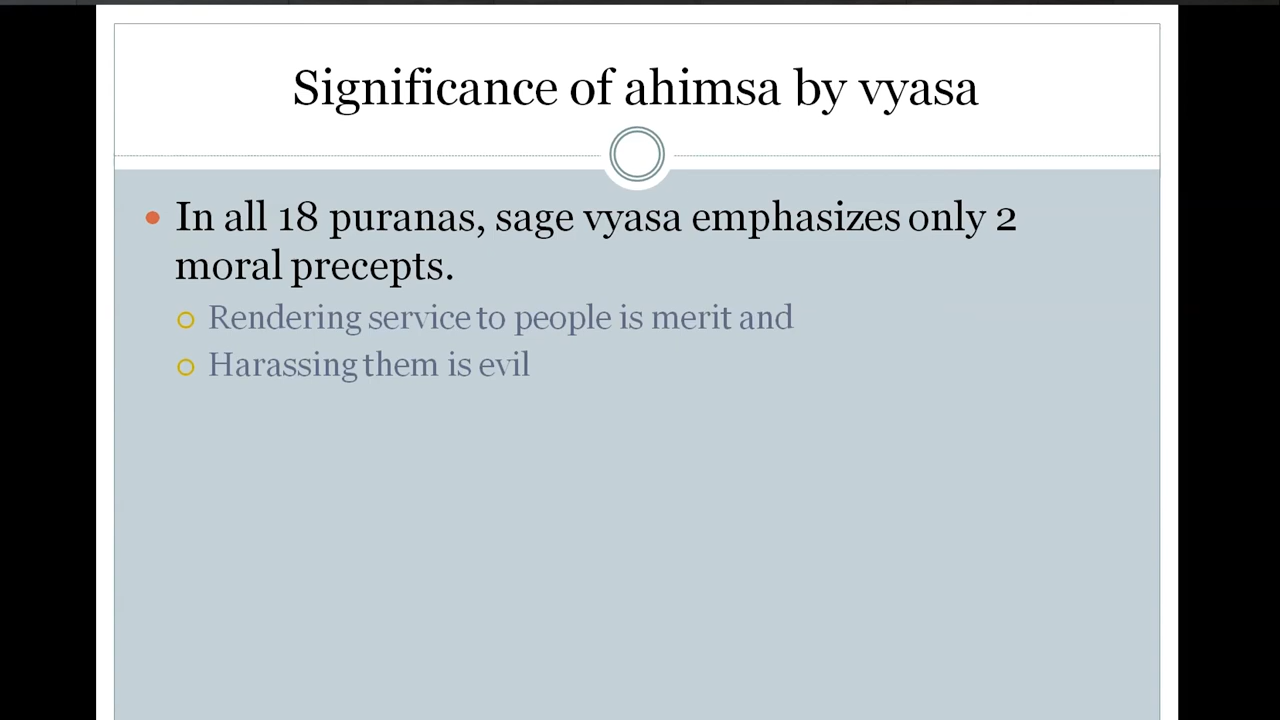 Significance of ahimsa by vyasa
In all 18 puranas, sage vyasa emphasizes only 2
moral precepts.
Rendering service to people is merit and
Harassing them is evil